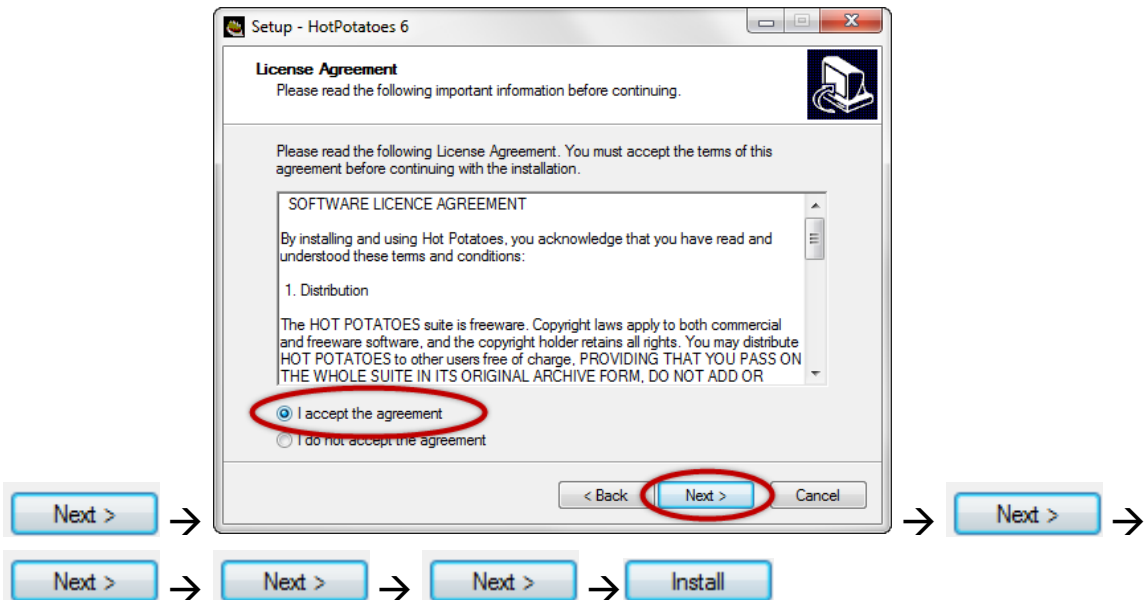 Setup - HotPotatoes 6
License Agreement
Please read the following important information before continuing.
Please read the following License Agreement. You must accept the terms of this
agreement before continuing with the installation.
SOFTWARE LICENCE AGREEMENT
By installing and using Hot Potatoes, you acknowledge that you have read and
understood these terms and conditions:
1. Distribution
The HOT POTATOES suite is freeware. Copyright laws apply to both commercial
and freeware software, and the copyright holder retains all rights. You may distribute
HOT POTATOES to other users free of charge, PROVIDING THAT YOU PASS ON
THE WHOLE SUITE IN ITS ORIGINAL ARCHIVE FORM, DO NOT ADD OR
I accept the agreement
I do not accept the agreement
< Back Next > Cancel
Next > → → Next > →
Next > → Next > → Next > → Install